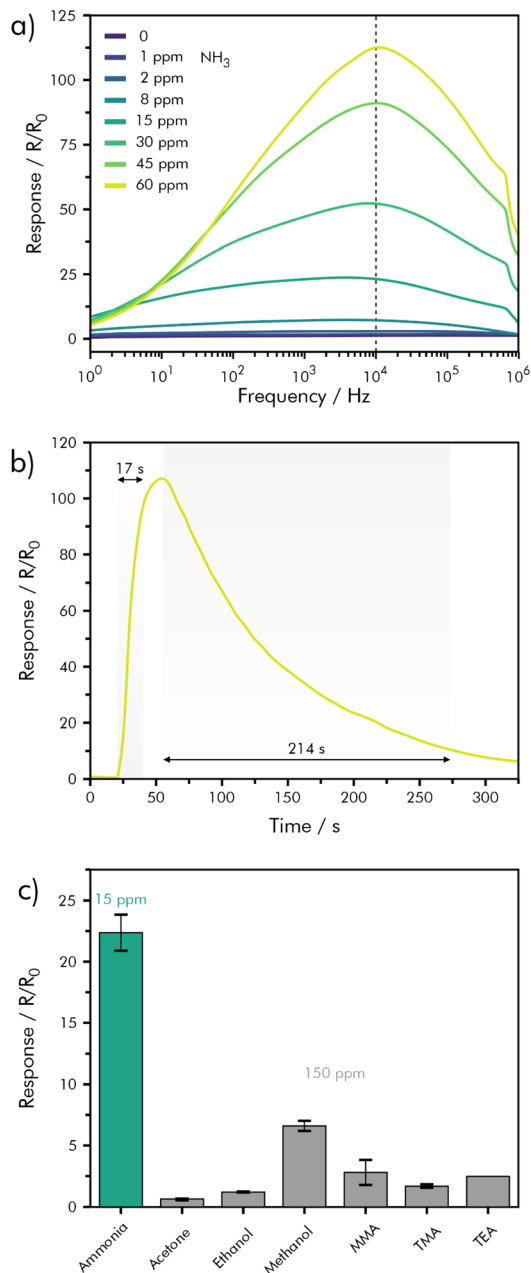 a)
Response / R/R0
125
100
75
50
25
0
0
1 ppm NH3
2 ppm
8 ppm
15 ppm
30 ppm
45 ppm
60 ppm
10^0 10^1 10^2 10^3 10^4 10^5 10^6
Frequency / Hz
b)
Response / R/R0
120
100
80
60
40
20
0
17 s
214 s
0 50 100 150 200 250 300
Time / s
c)
Response / R/R0
25
20
15
10
5
0
15 ppm
150 ppm
Ammonia
Acetone
Ethanol
Methanol
MMA
TMA
TEA